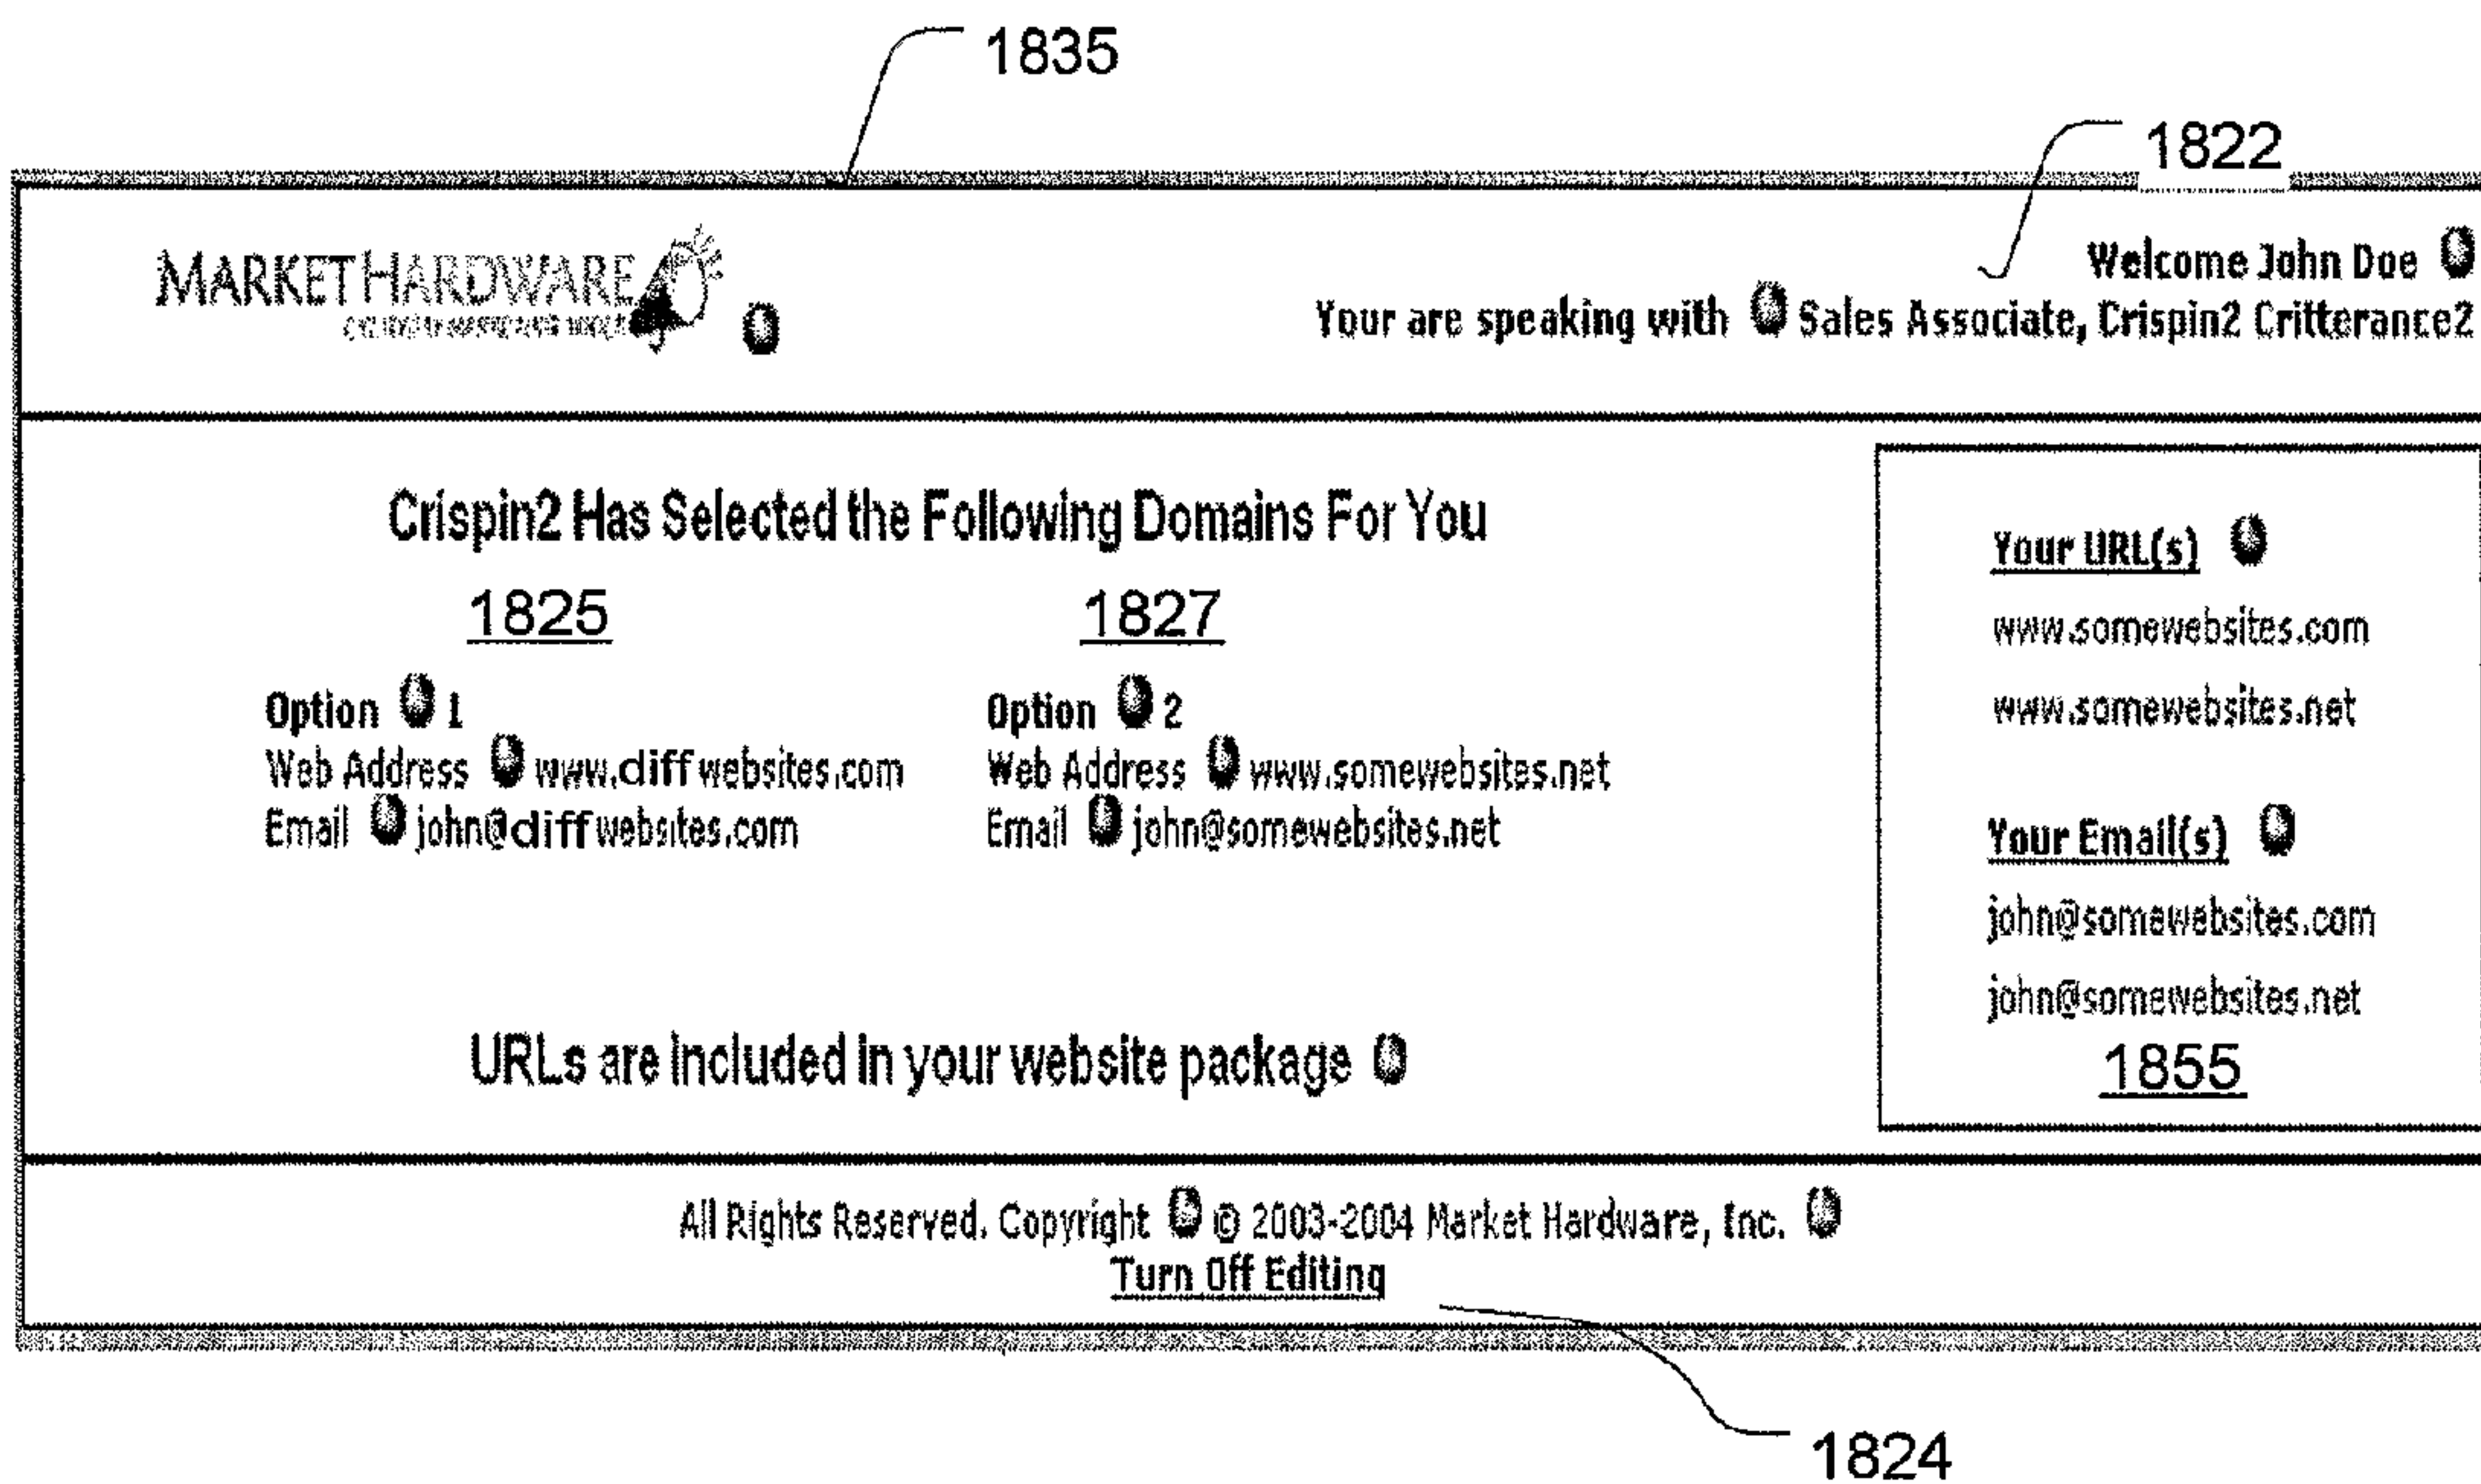 1835
1822
MARKETHARDWARE
Welcome John Doe
Your are speaking with Sales Associate, Crispin2 Critterance2
Crispin2 Has Selected the Following Domains For You
1825 1827
Option 1 Option 2
Web Address www.diffwebsites.com Web Address www.somewebsites.net
Email john@diffwebsites.com Email john@somewebsites.net
URLs are included in your website package
Your URL(s)
www.somewebsites.com
www.somewebsites.net
Your Email(s)
john@somewebsites.com
john@somewebsites.net
1855
All Rights Reserved. Copyright © 2003-2004 Market Hardware, Inc.
Turn Off Editing
1824